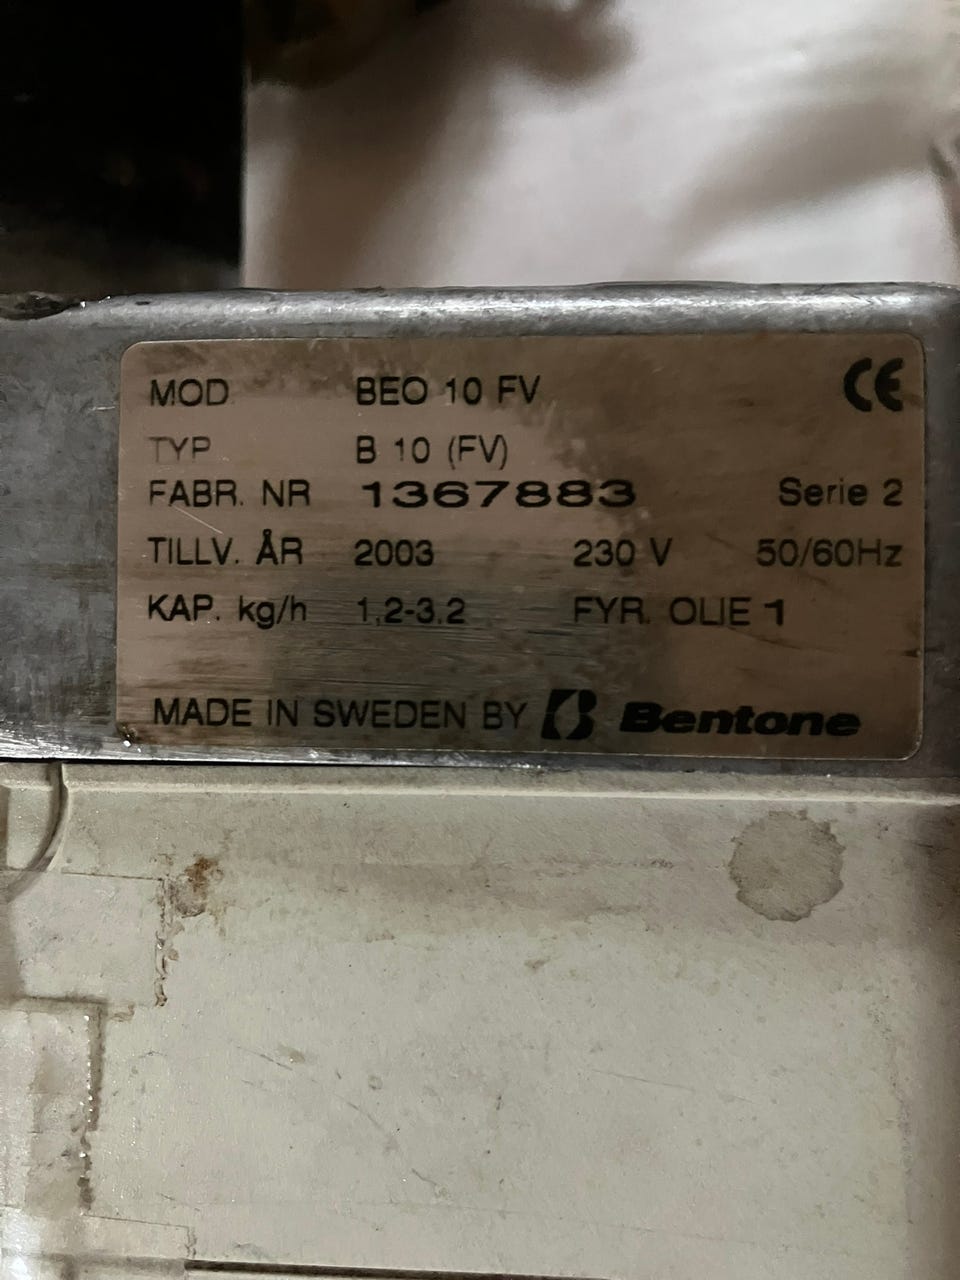 MOD BEO 10 FV CE
TYP B 10 (FV)
FABR. NR 1367883 Serie 2
TILLV. ÅR 2003 230 V 50/60Hz
KAP. kg/h 1,2-3.2 FYR. OLIE 1
MADE IN SWEDEN BY Bentone